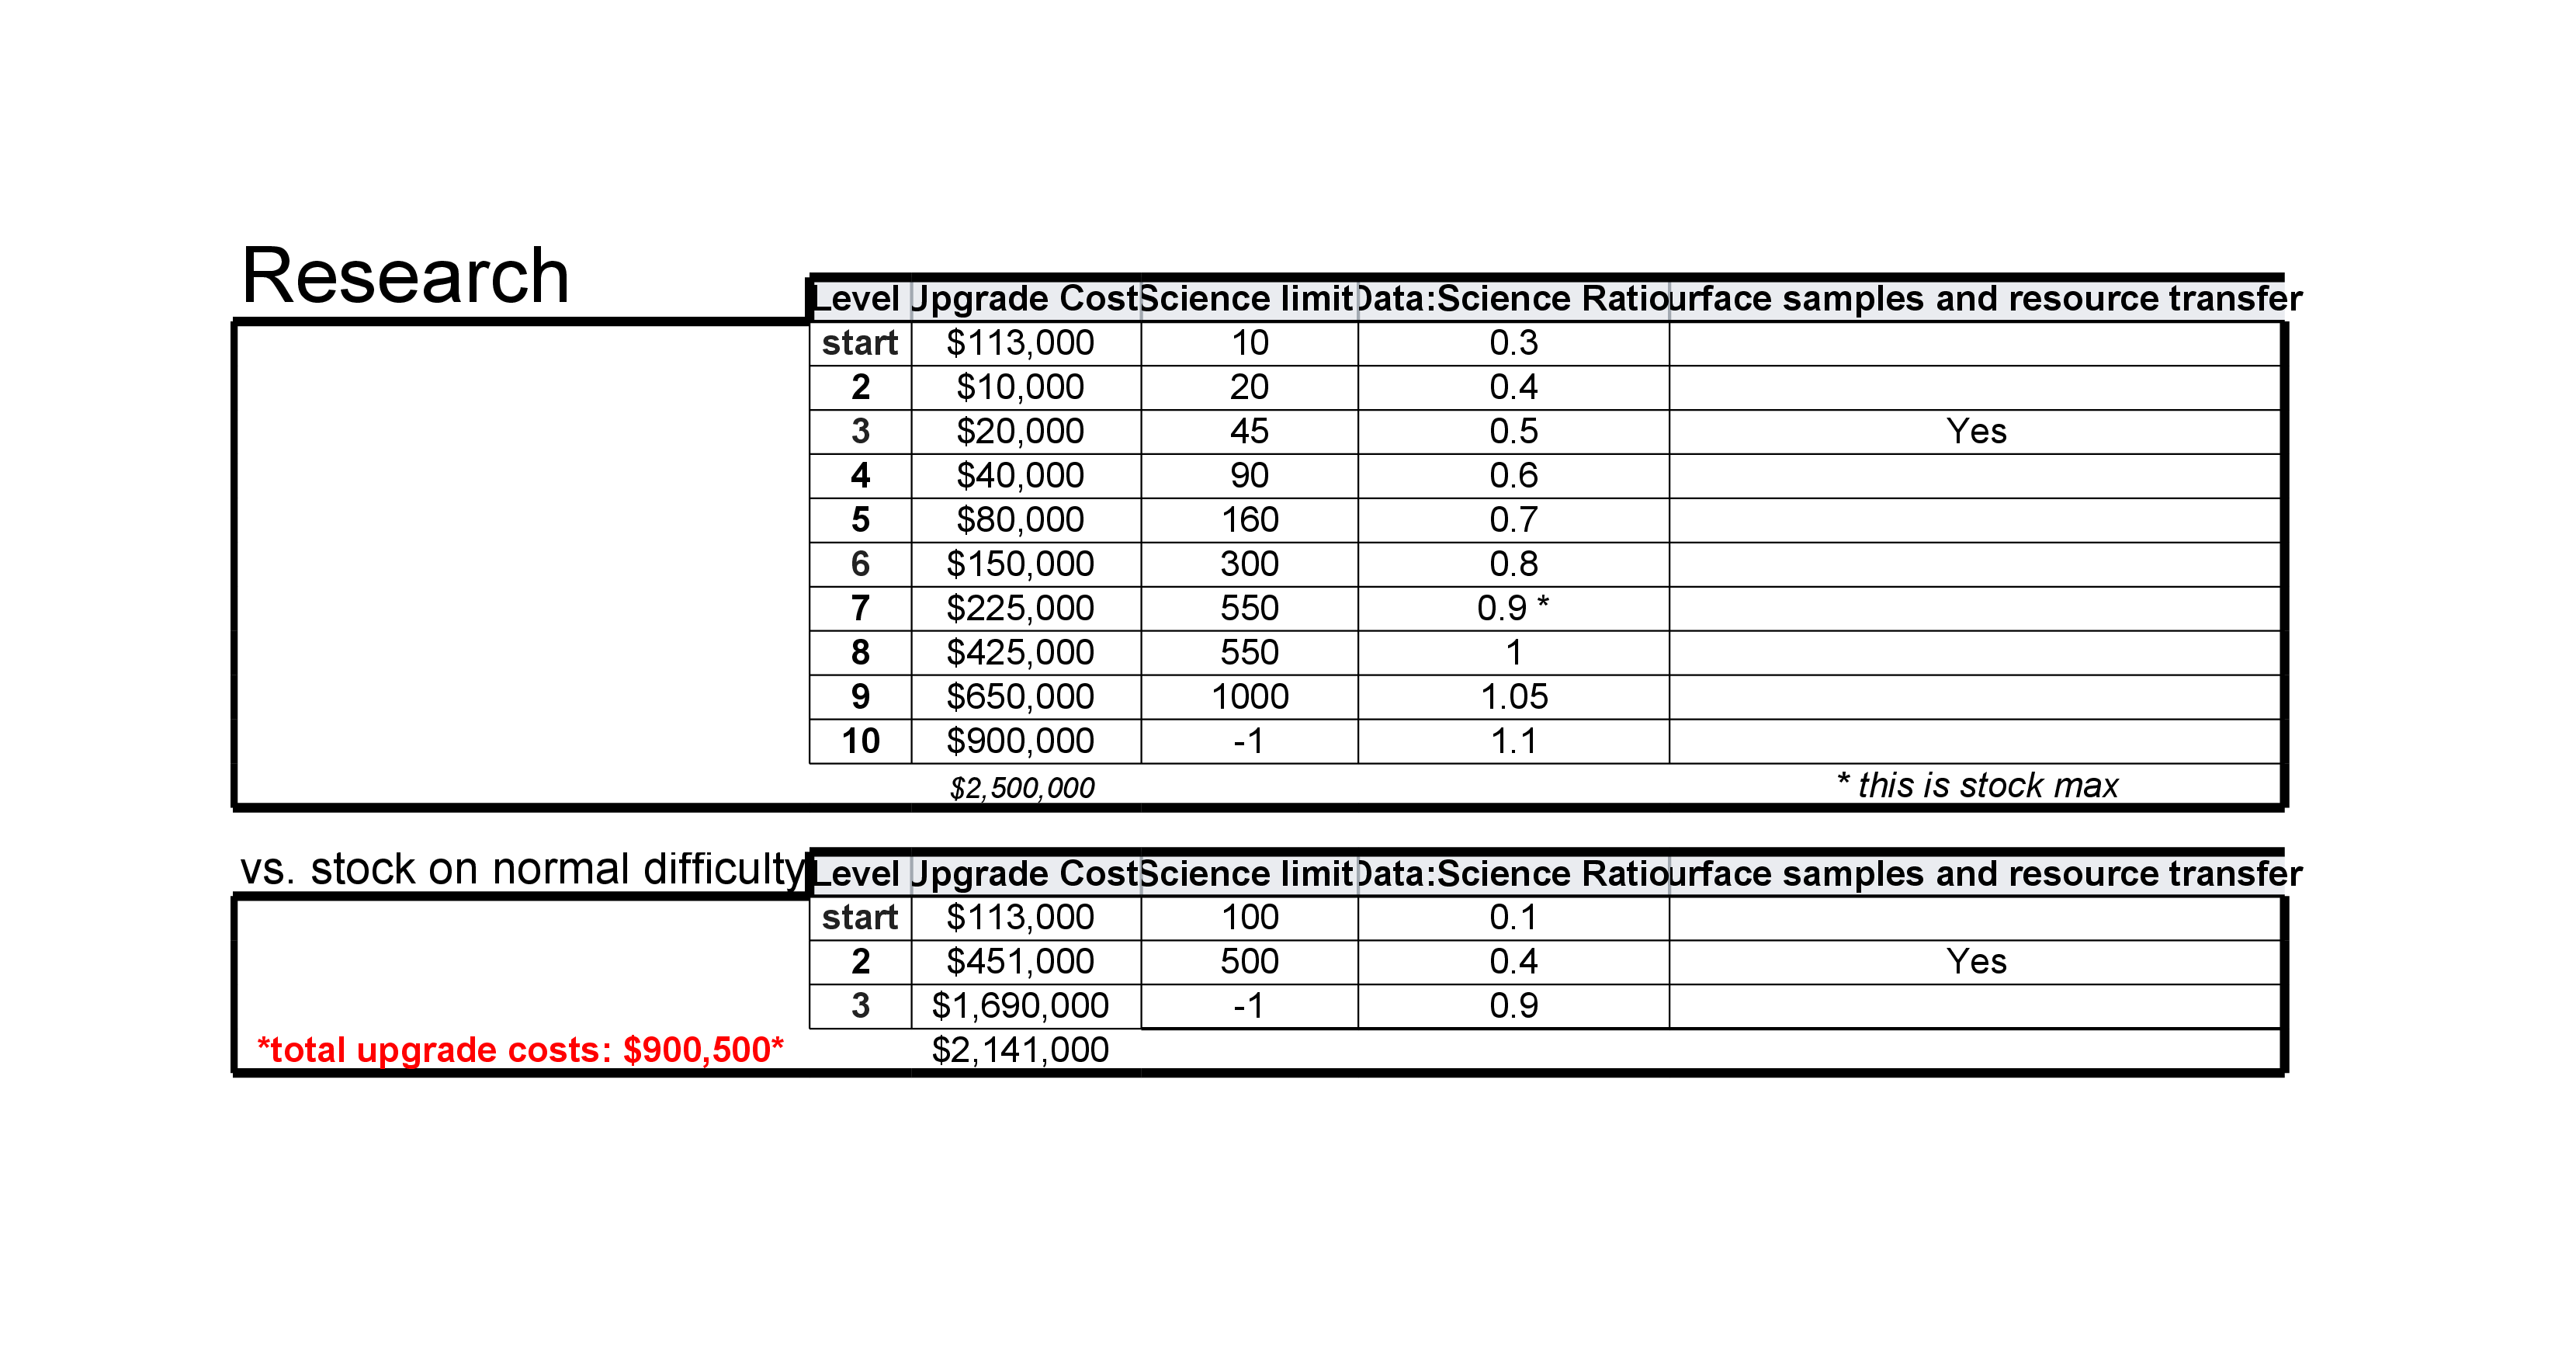 Research
Level Upgrade Cost Science limit Data:Science Ratio urface samples and resource transfer
start $113,000 10 0.3
2 $10,000 20 0.4
3 $20,000 45 0.5 Yes
4 $40,000 90 0.6
5 $80,000 160 0.7
6 $150,000 300 0.8
7 $225,000 550 0.9 *
8 $425,000 550 1
9 $650,000 1000 1.05
10 $900,000 -1 1.1
$2,500,000 * this is stock max
vs. stock on normal difficulty Level Upgrade Cost Science limit Data:Science Ratio urface samples and resource transfer
start $113,000 100 0.1
2 $451,000 500 0.4 Yes
3 $1,690,000 -1 0.9
*total upgrade costs: $900,500* $2,141,000